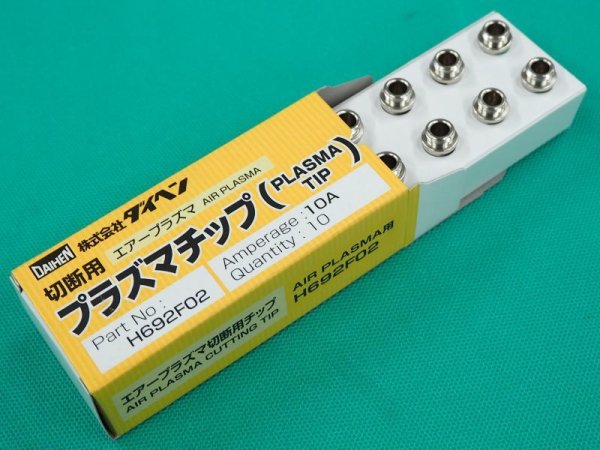 DAIHEN 株式会社ダイヘン
エアープラズマ AIR PLASMA
切断用
プラズマチップ(PLASMA TIP)
Part No:
H692F02
Amperage:10A
Quantity:10
エアープラズマ切断用チップ
AIR PLASMA CUTTING TIP
AIR PLASMA用
H692F02